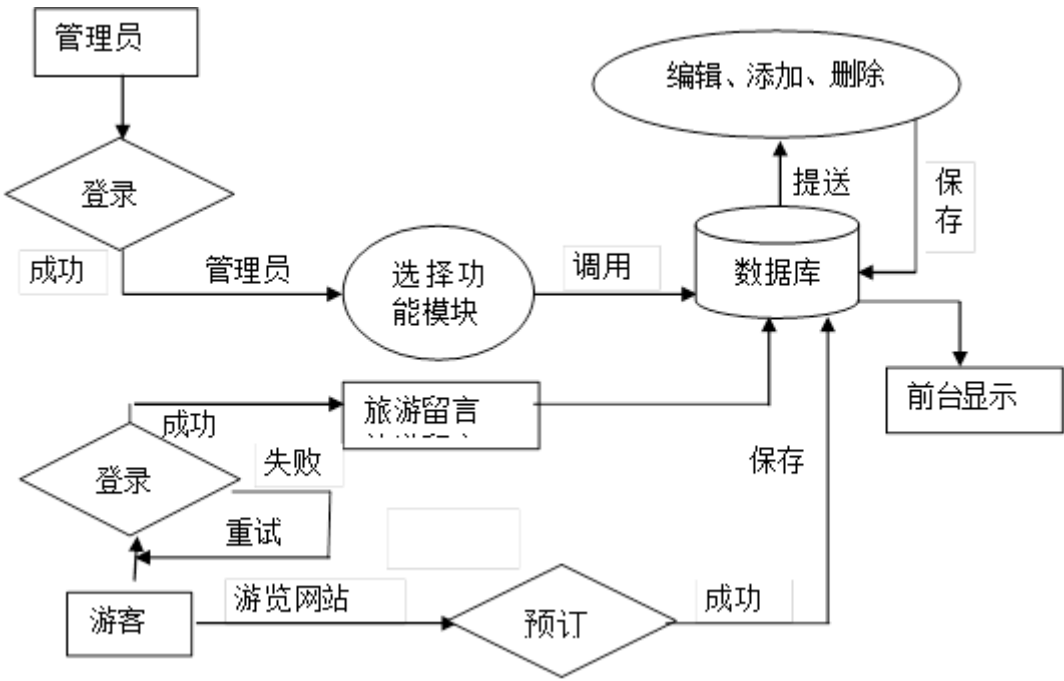 管理员
编辑、添加、删除
登录
提送
保
存
成功
管理员
选择功
能模块
调用
数据库
前台显示
旅游留言
成功
失败
登录
保存
重试
游览网站
成功
游客
预订